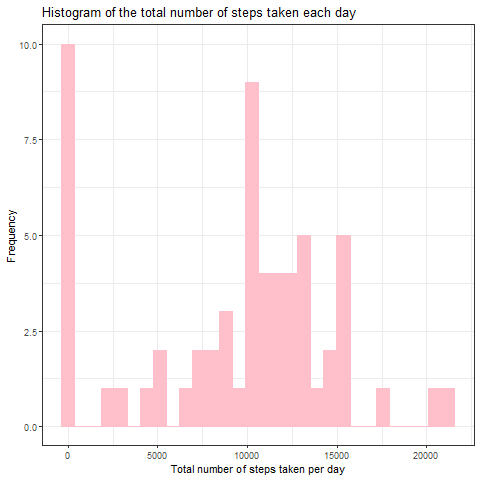 Histogram of the total number of steps taken each day
10.0
7.5
5.0
2.5
0.0
Frequency
0 5000 10000 15000 20000
Total number of steps taken per day